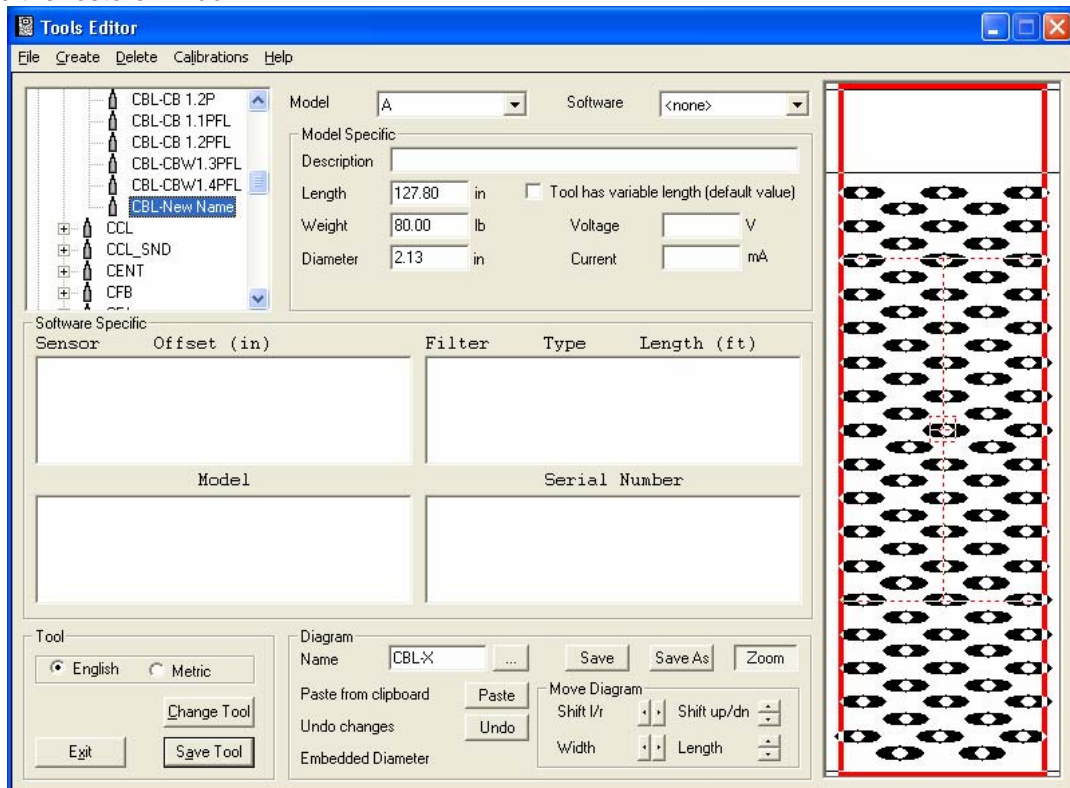 Tools Editor
File Create Delete Calibrations Help
CBL-CB 1.2P
CBL-CB 1.1PFL
CBL-CB 1.2PFL
CBL-CBW1.3PFL
CBL-CBW1.4PFL
CBL-New Name
CCL
CCL_SND
CENT
CFB
Model A Software <none>
Model Specific
Description
Length 127.80 in Tool has variable length (default value)
Weight 80.00 lb Voltage V
Diameter 2.13 in Current mA
Software Specific
Sensor Offset (in) Filter Type Length (ft)
Model Serial Number
Tool
English Metric
Change Tool
Exit Save Tool
Diagram
Name CBL-X ... Save Save As Zoom
Paste from clipboard Paste
Undo changes Undo
Embedded Diameter
Move Diagram
Shift l/r Shift up/dn
Width Length